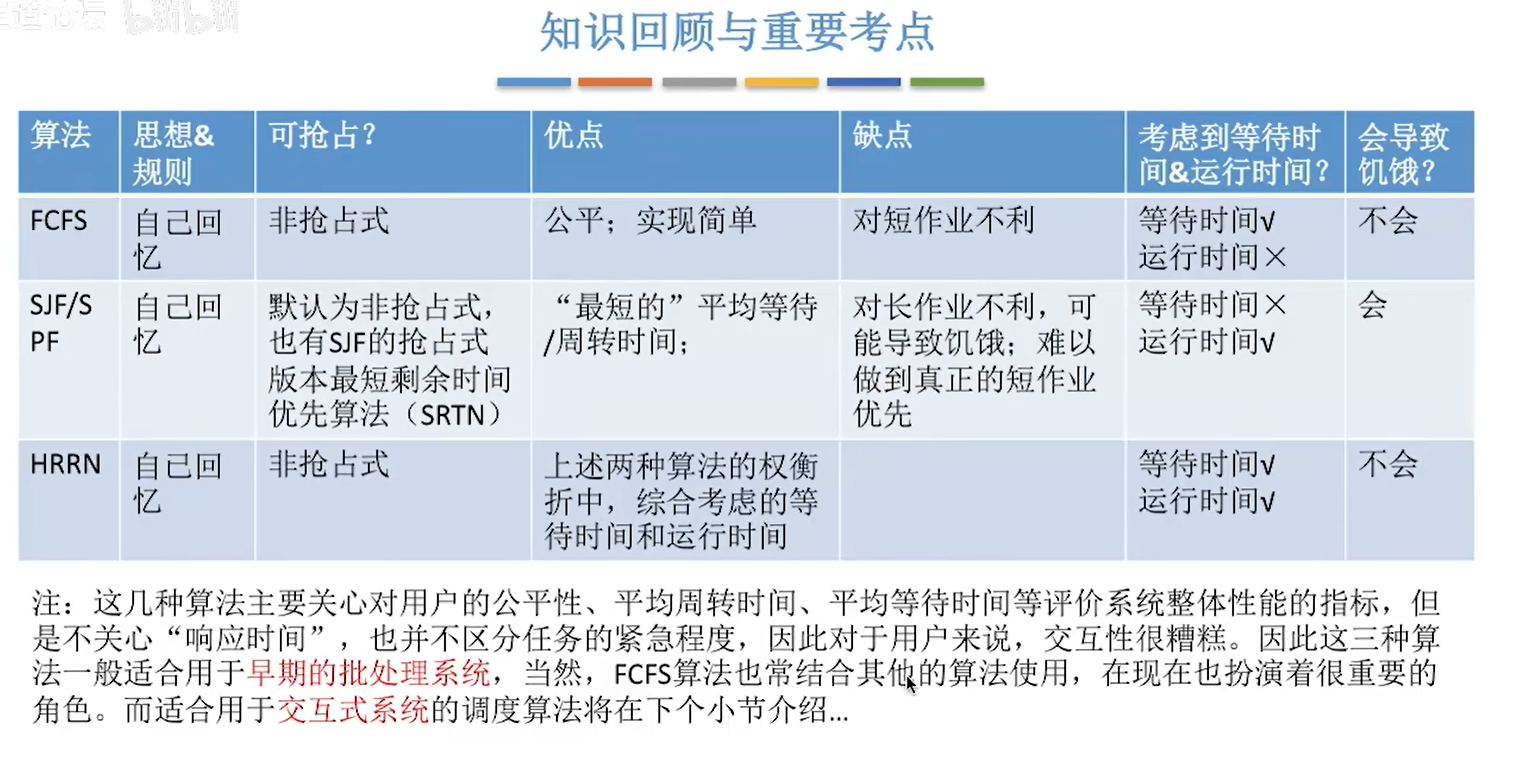 道论坛 bilibili
知识回顾与重要考点
算法 思想& 可抢占? 优点 缺点 考虑到等待时 会导致
规则 间&运行时间? 饥饿?
FCFS 自己回 非抢占式 公平;实现简单 对短作业不利 等待时间√ 不会
忆 运行时间×
SJF/S 自己回 默认为非抢占式, “最短的”平均等待 对长作业不利,可 等待时间× 会
PF 忆 也有SJF的抢占式 /周转时间; 能导致饥饿;难以 运行时间√
版本最短剩余时间 做到真正的短作业
优先算法(SRTN) 优先
HRRN 自己回 非抢占式 上述两种算法的权衡 等待时间√ 不会
忆 折中,综合考虑的等 运行时间√
待时间和运行时间
注:这几种算法主要关心对用户的公平性、平均周转时间、平均等待时间等评价系统整体性能的指标,但
是不关心“响应时间”,也并不区分任务的紧急程度,因此对于用户来说,交互性很糟糕。因此这三种算
法一般适合用于早期的批处理系统,当然,FCFS算法也常结合其他的算法使用,在现在也扮演着很重要的
角色。而适合用于交互式系统的调度算法将在下个小节介绍...